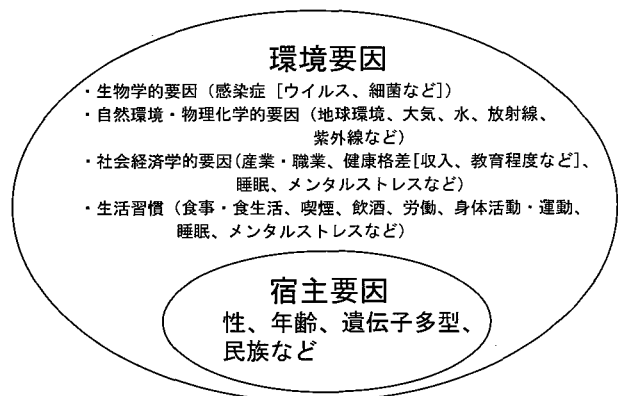 環境要因
・生物学的要因（感染症［ウイルス、細菌など］）
・自然環境・物理化学的要因（地球環境、大気、水、放射線、
紫外線など）
・社会経済学的要因(産業・職業、健康格差[収入、教育程度など]、
睡眠、メンタルストレスなど）
・生活習慣（食事・食生活、喫煙、飲酒、労働、身体活動・運動、
睡眠、メンタルストレスなど）
宿主要因
性、年齢、遺伝子多型、
民族など